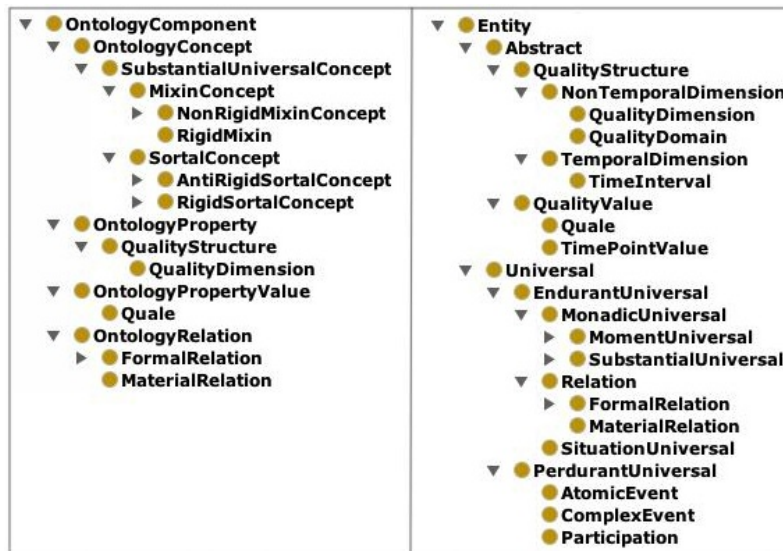 OntologyComponent
OntologyConcept
SubstantialUniversalConcept
MixinConcept
NonRigidMixinConcept
RigidMixin
SortalConcept
AntiRigidSortalConcept
RigidSortalConcept
OntologyProperty
QualityStructure
QualityDimension
OntologyPropertyValue
Quale
OntologyRelation
FormalRelation
MaterialRelation
Entity
Abstract
QualityStructure
NonTemporalDimension
QualityDimension
QualityDomain
TemporalDimension
TimeInterval
QualityValue
Quale
TimePointValue
Universal
EndurantUniversal
MonadicUniversal
MomentUniversal
SubstantialUniversal
Relation
FormalRelation
MaterialRelation
SituationUniversal
PerdurantUniversal
AtomicEvent
ComplexEvent
Participation